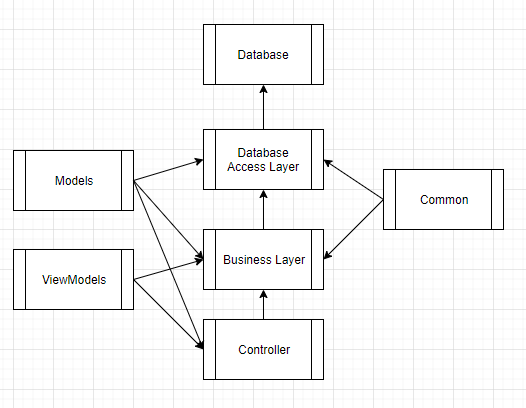 Database
Database
Access Layer
Models
Common
Business Layer
ViewModels
Controller